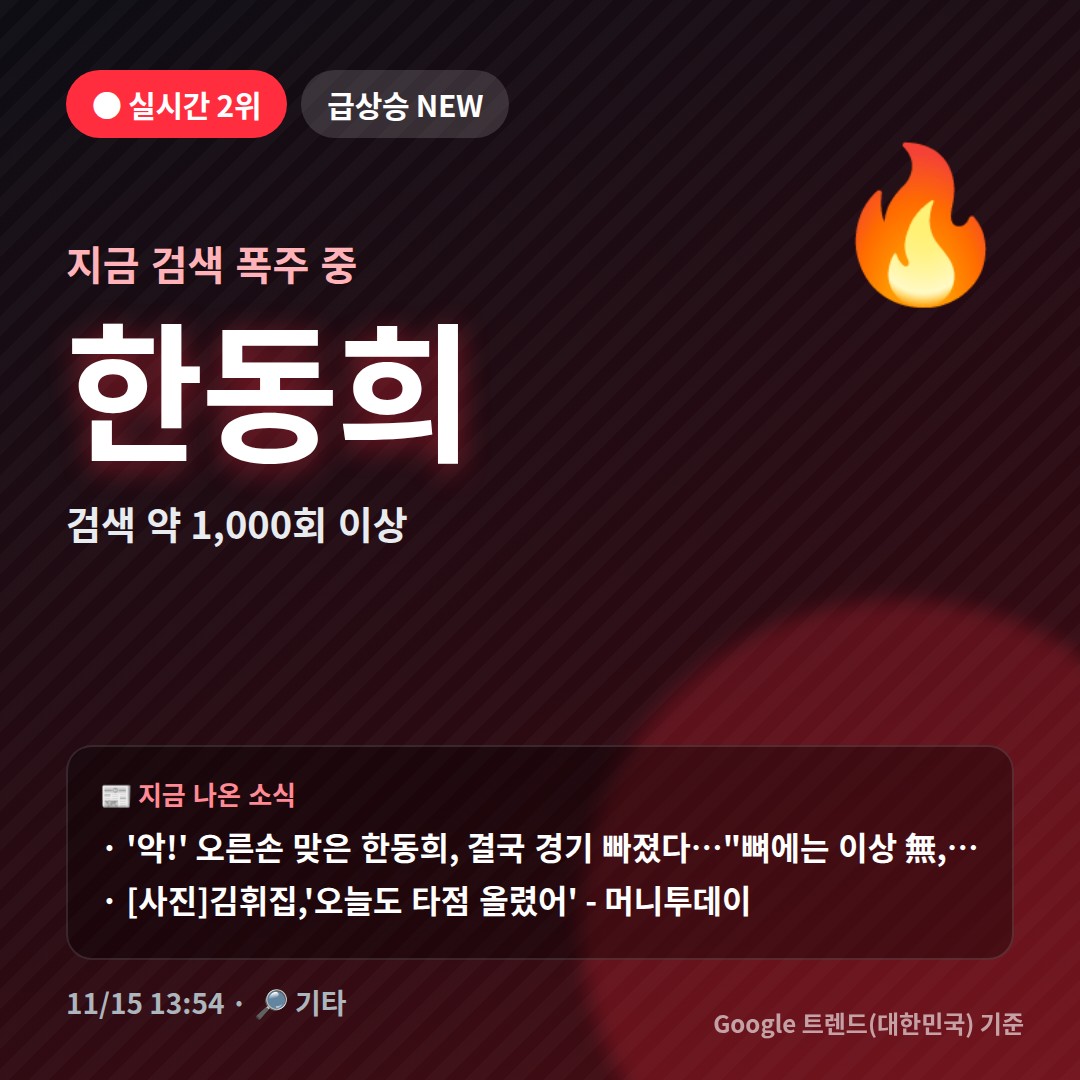 실시간 2위
급상승 NEW
지금 검색 폭주 중
한동희
검색 약 1,000회 이상
지금 나온 소식
· '악!' 오른손 맞은 한동희, 결국 경기 빠졌다…"뼈에는 이상 無,…
· [사진]김휘집,'오늘도 타점 올렸어' - 머니투데이
11/15 13:54 · 기타
Google 트렌드(대한민국) 기준